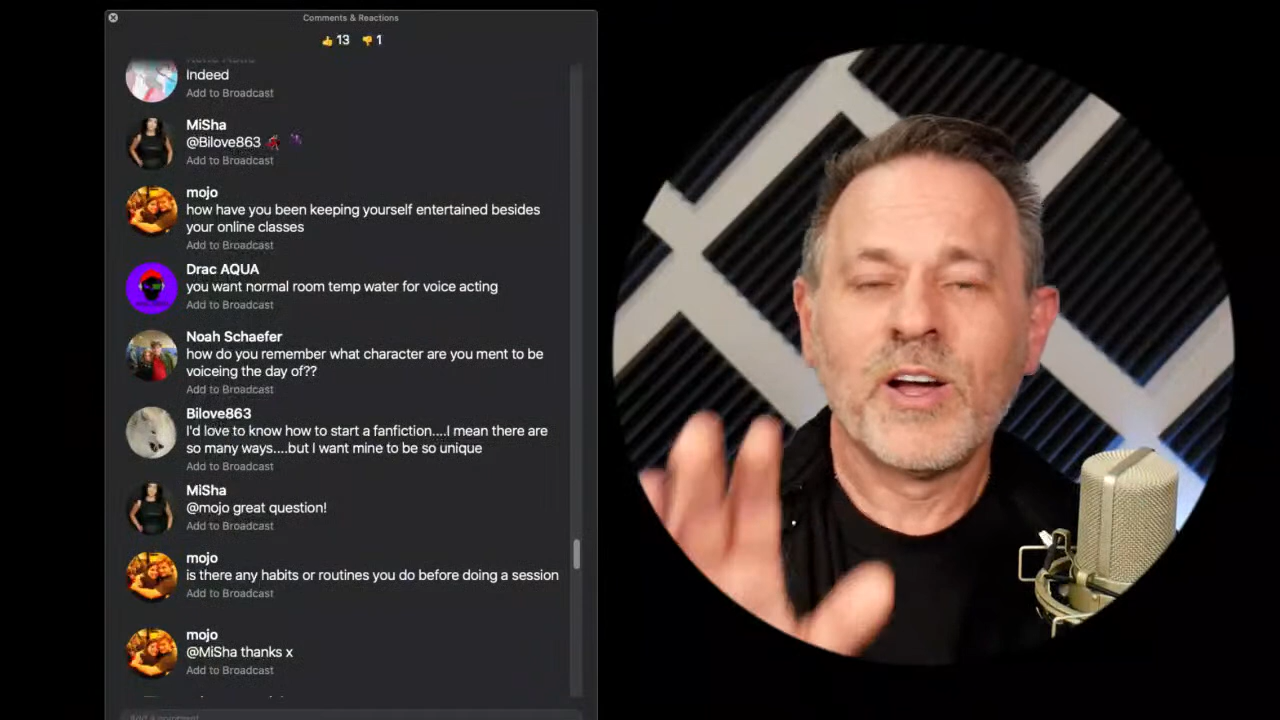 Comments & Reactions
👍 13 👎 1
Indeed
Add to Broadcast
MiSha
@Bilove863
Add to Broadcast
mojo
how have you been keeping yourself entertained besides
your online classes
Add to Broadcast
Drac AQUA
you want normal room temp water for voice acting
Add to Broadcast
Noah Schaefer
how do you remember what character are you ment to be
voiceing the day of??
Add to Broadcast
Bilove863
I'd love to know how to start a fanfiction....I mean there are
so many ways....but I want mine to be so unique
Add to Broadcast
MiSha
@mojo great question!
Add to Broadcast
mojo
is there any habits or routines you do before doing a session
Add to Broadcast
mojo
@MiSha thanks x
Add to Broadcast